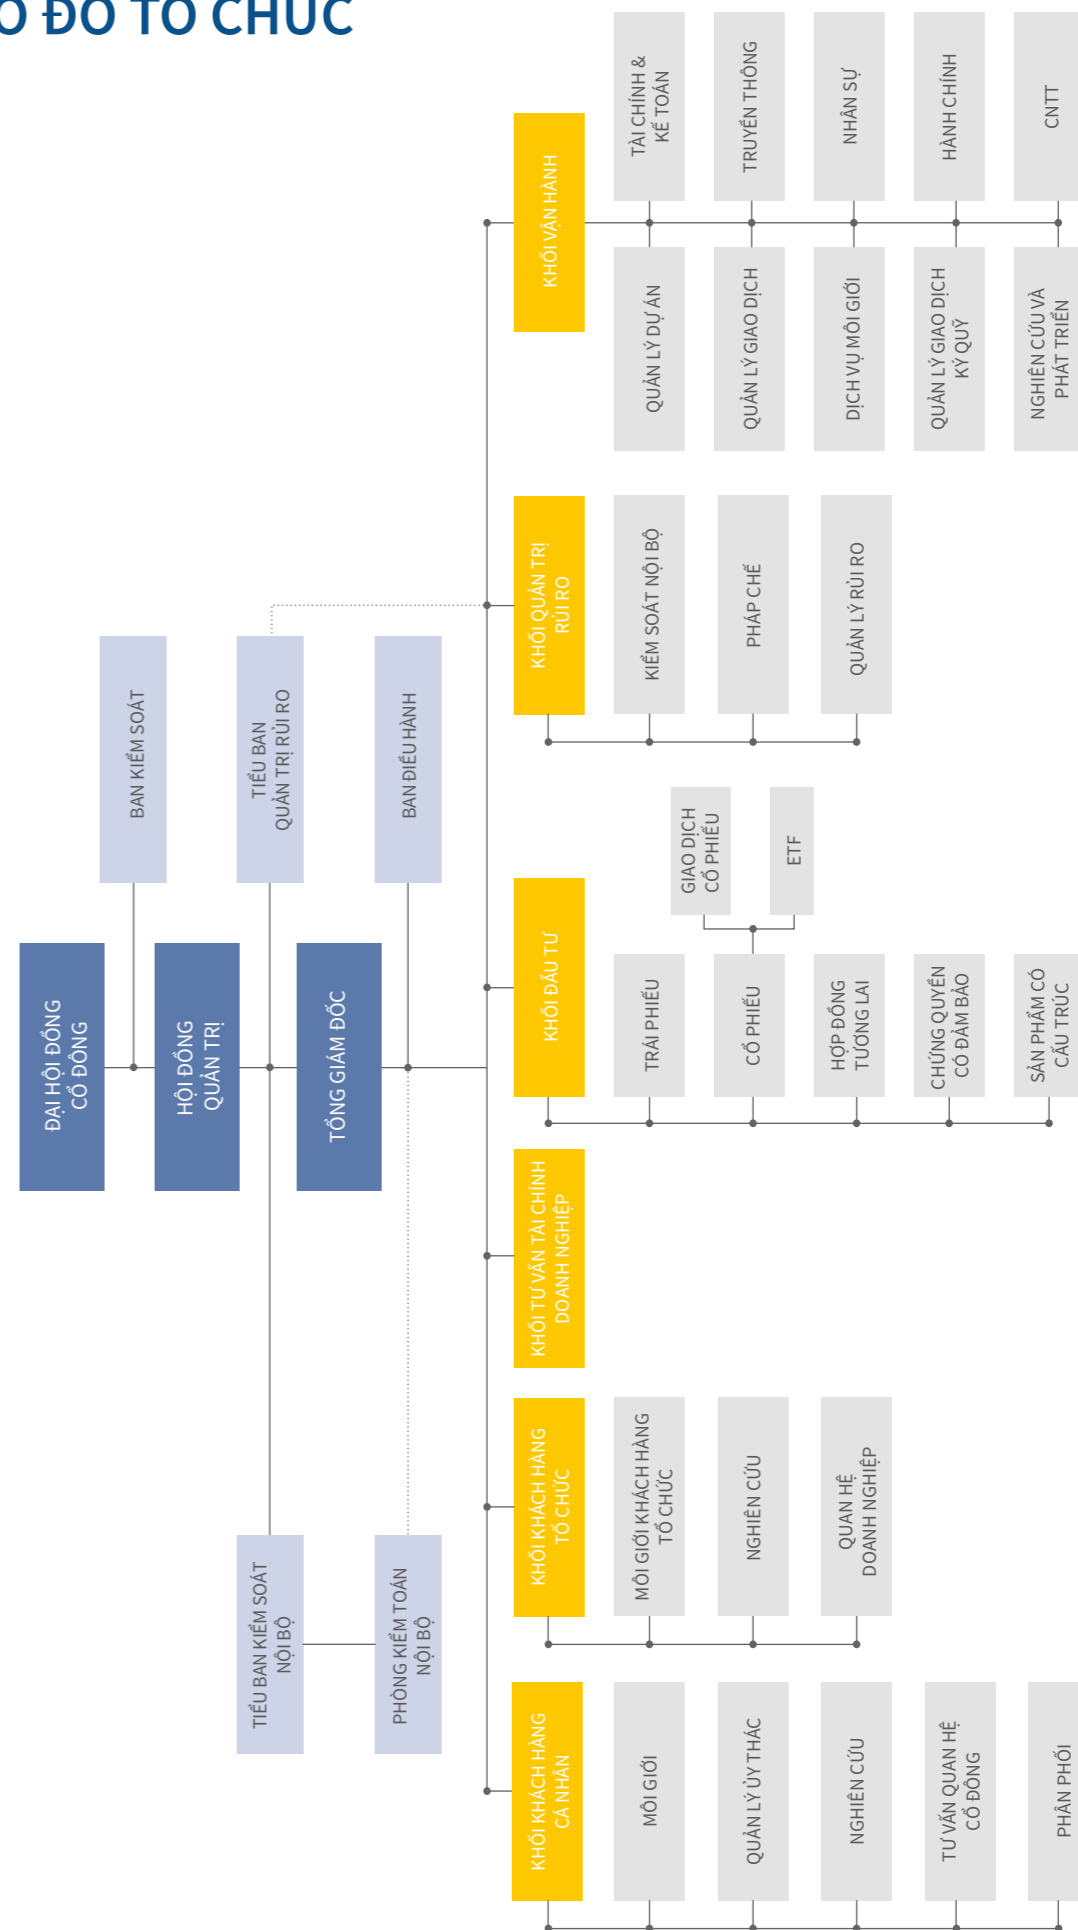 Ơ ĐỒ TỔ CHỨC
ĐẠI HỘI ĐỒNG
CỔ ĐÔNG
BAN KIỂM SOÁT
HỘI ĐỒNG
QUẢN TRỊ
TIỂU BAN KIỂM SOÁT
NỘI BỘ
TIỂU BAN
QUẢN TRỊ RỦI RO
TỔNG GIÁM ĐỐC
PHÒNG KIỂM TOÁN
NỘI BỘ
BAN ĐIỀU HÀNH
KHỐI KHÁCH HÀNG
CÁ NHÂN
MÔI GIỚI
QUẢN LÝ ỦY THÁC
NGHIÊN CỨU
TƯ VẤN QUAN HỆ
CỔ ĐÔNG
PHÂN PHỐI
KHỐI KHÁCH HÀNG
TỔ CHỨC
MÔI GIỚI KHÁCH HÀNG
TỔ CHỨC
NGHIÊN CỨU
QUAN HỆ
DOANH NGHIỆP
KHỐI TƯ VẤN TÀI CHÍNH
DOANH NGHIỆP
KHỐI ĐẦU TƯ
TRÁI PHIẾU
CỔ PHIẾU
GIAO DỊCH
CỔ PHIẾU
ETF
HỢP ĐỒNG
TƯƠNG LAI
CHỨNG QUYỀN
CÓ ĐẢM BẢO
SẢN PHẨM CÓ
CẤU TRÚC
KHỐI QUẢN TRỊ
RỦI RO
KIỂM SOÁT NỘI BỘ
PHÁP CHẾ
QUẢN LÝ RỦI RO
KHỐI VẬN HÀNH
QUẢN LÝ DỰ ÁN
TÀI CHÍNH &
KẾ TOÁN
QUẢN LÝ GIAO DỊCH
TRUYỀN THÔNG
DỊCH VỤ MÔI GIỚI
NHÂN SỰ
QUẢN LÝ GIAO DỊCH
KÝ QUỸ
HÀNH CHÍNH
NGHIÊN CỨU VÀ
PHÁT TRIỂN
CNTT